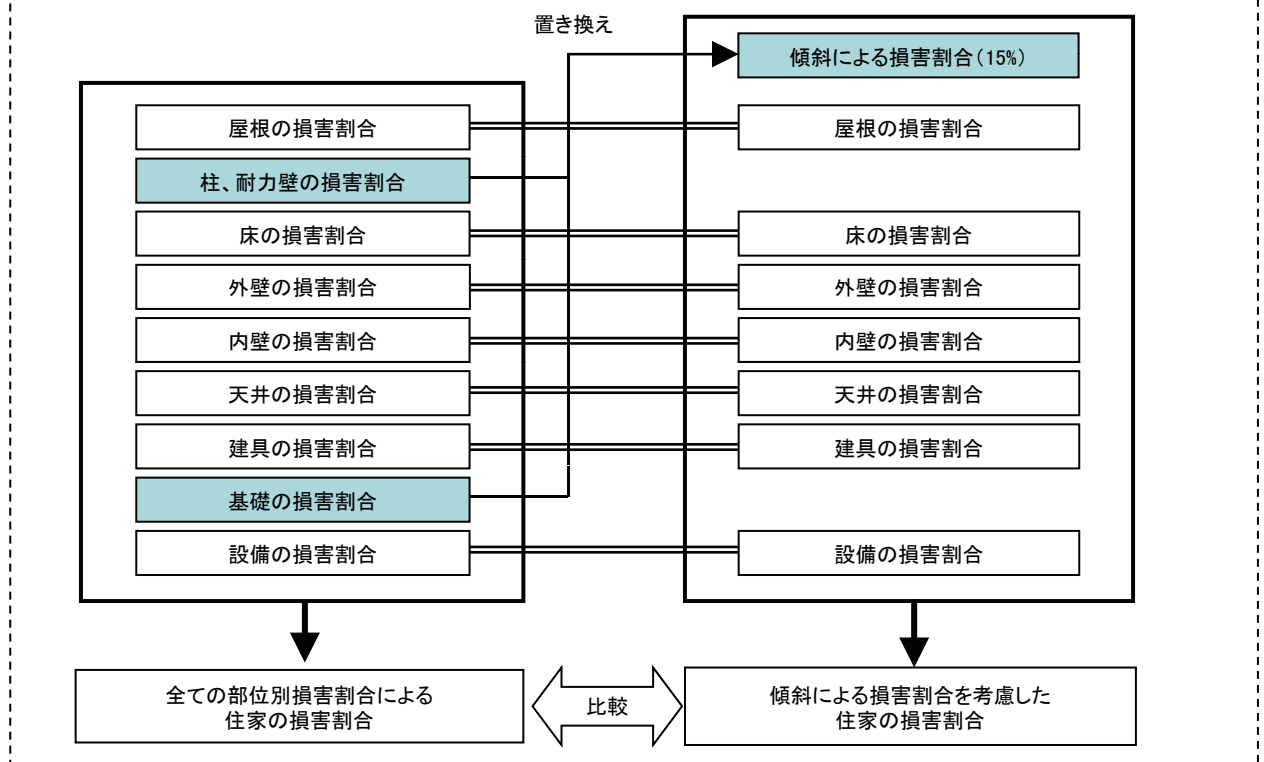 置き換え
屋根の損害割合
柱、耐力壁の損害割合
床の損害割合
外壁の損害割合
内壁の損害割合
天井の損害割合
建具の損害割合
基礎の損害割合
設備の損害割合
全ての部位別損害割合による
住家の損害割合
比較
傾斜による損害割合(15%)
屋根の損害割合
床の損害割合
外壁の損害割合
内壁の損害割合
天井の損害割合
建具の損害割合
設備の損害割合
傾斜による損害割合を考慮した
住家の損害割合